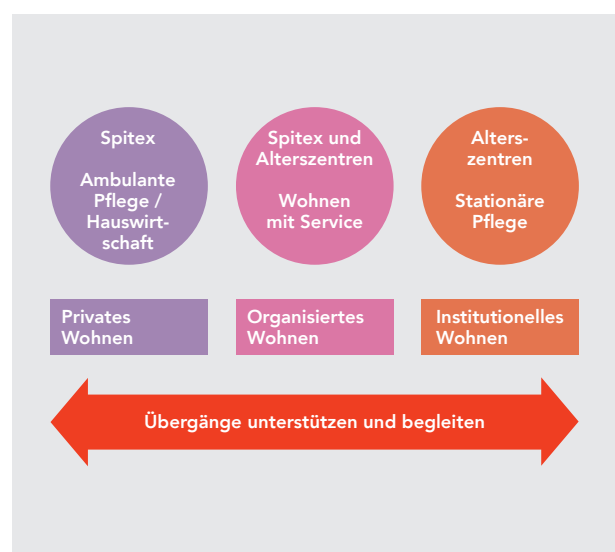 Spitex
Ambulante
Pflege /
Hauswirt-
schaft
Spitex und
Alterszentren
Wohnen
mit Service
Alters-
zentren
Stationäre
Pflege
Privates
Wohnen
Organisiertes
Wohnen
Institutionelles
Wohnen
Übergänge unterstützen und begleiten